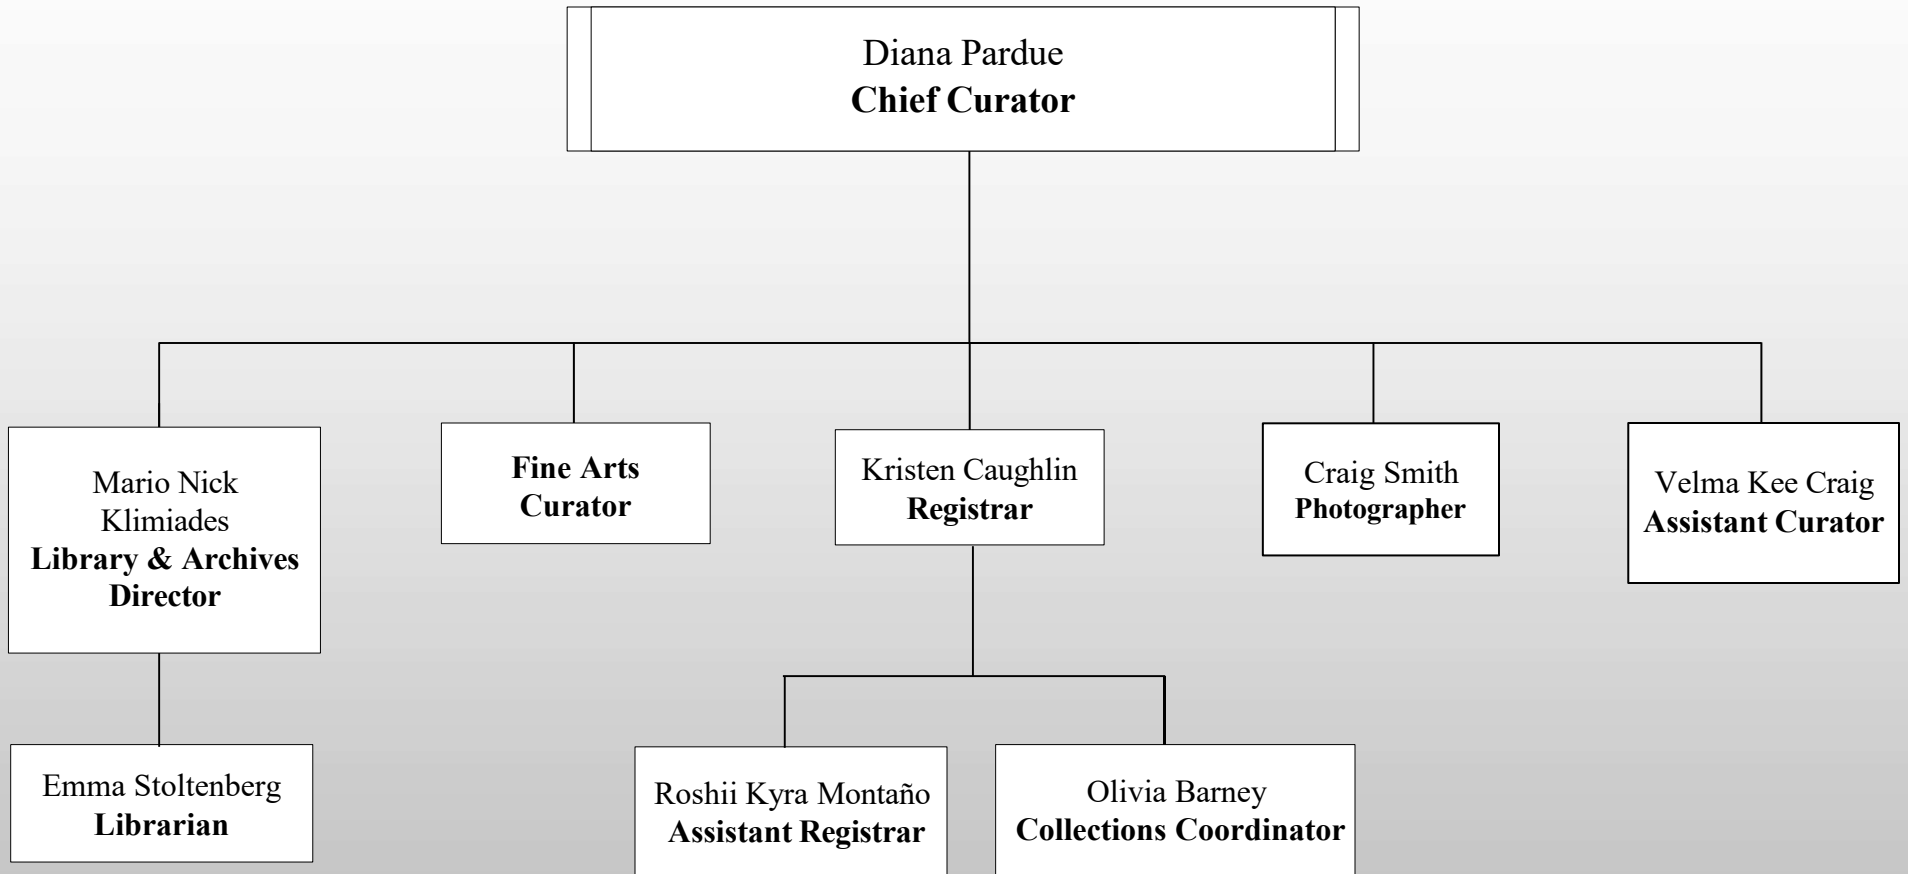 Diana Pardue
Chief Curator
Mario Nick
Klimiades
Library & Archives
Director
Fine Arts
Curator
Kristen Caughlin
Registrar
Craig Smith
Photographer
Velma Kee Craig
Assistant Curator
Emma Stoltenberg
Librarian
Roshii Kyra Montaño
Assistant Registrar
Olivia Barney
Collections Coordinator